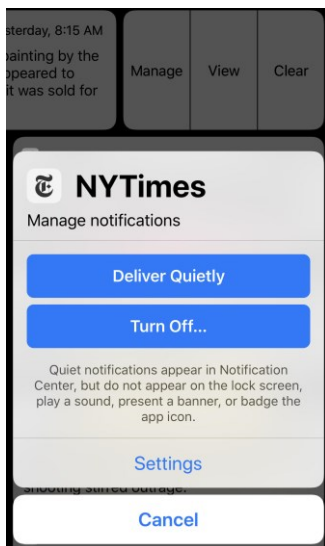 sterday, 8:15 AM
painting by the
ppeared to
it was sold for
Manage
View
Clear
NYTimes
Manage notifications
Deliver Quietly
Turn Off...
Quiet notifications appear in Notification
Center, but do not appear on the lock screen,
play a sound, present a banner, or badge the
app icon.
Settings
shooting stirred outrage.
Cancel